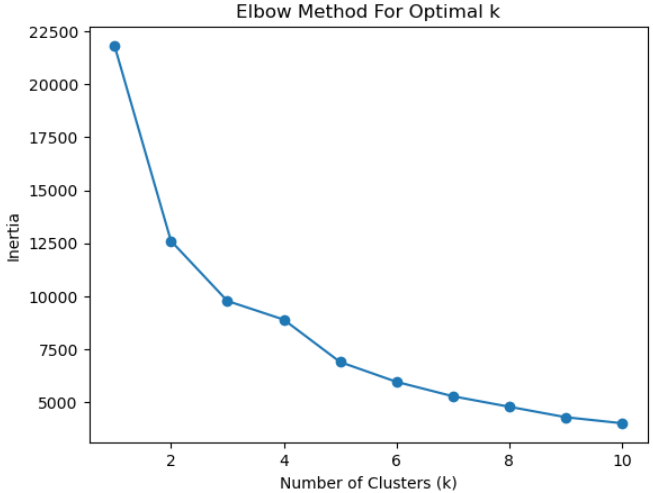 Elbow Method For Optimal k
22500
20000
17500
15000
12500
10000
7500
5000
Inertia
2 4 6 8 10
Number of Clusters (k)